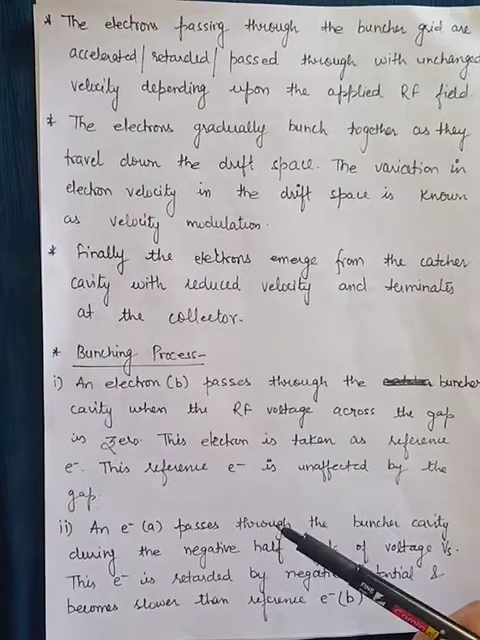 * The electrons passing through the buncher grid are
accelerated/retarded/passed through with unchanged
velocity depending upon the applied RF field.
* The electrons gradually bunch together as they
travel down the drift space. The variation in
electron velocity in the drift space is known
as velocity modulation.
* Finally the electrons emerge from the catcher
cavity with reduced velocity and terminates
at the collector.
* Bunching Process-
i) An electron (b) passes through the buncher
cavity when the RF voltage across the gap
is zero. This electron is taken as reference
e-. This reference e- is unaffected by the
gap.
ii) An e- (a) passes through the buncher cavity
during the negative half of voltage Vs.
This e- is retarded by &
becomes slower than reference e- (b)
FINE